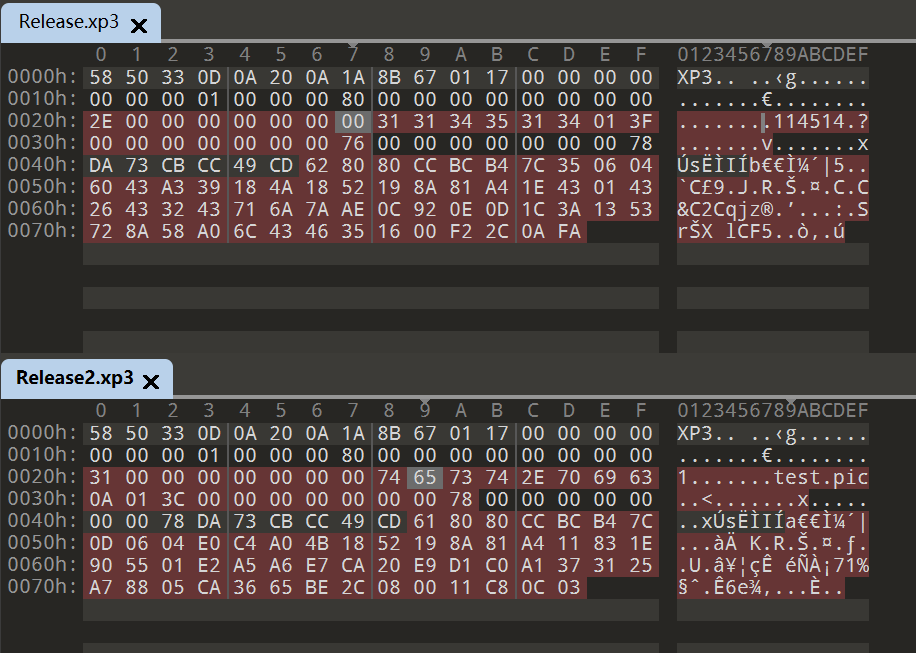 Release.xp3
0 1 2 3 4 5 6 7 8 9 A B C D E F 0123456789ABCDEF
0000h: 58 50 33 0D 0A 20 0A 1A 8B 67 01 17 00 00 00 00 XP3.. ..‹g......
0010h: 00 00 00 01 00 00 00 80 00 00 00 00 00 00 00 00 .......€........
0020h: 2E 00 00 00 00 00 00 00 31 31 34 35 31 34 01 3F ........114514.?
0030h: 00 00 00 00 00 00 00 76 00 00 00 00 00 00 00 78 .......v.......x
0040h: DA 73 CB CC 49 CD 62 80 80 CC BC B4 7C 35 06 04 ÚsËÌIÍb€€Ì¼´|5..
0050h: 60 43 A3 39 18 4A 18 52 19 8A 81 A4 1E 43 01 43 `C£9.J.R.Š.¤.C.C
0060h: 26 43 32 43 71 6A 7A AE 0C 92 0E 0D 1C 3A 13 53 &C2Cqjz®.’...:.S
0070h: 72 8A 58 A0 6C 43 46 35 16 00 F2 2C 0A FA rŠX lCF5..ò,.ú
Release2.xp3
0 1 2 3 4 5 6 7 8 9 A B C D E F 0123456789ABCDEF
0000h: 58 50 33 0D 0A 20 0A 1A 8B 67 01 17 00 00 00 00 XP3.. ..‹g......
0010h: 00 00 00 01 00 00 00 80 00 00 00 00 00 00 00 00 .......€........
0020h: 31 00 00 00 00 00 00 00 74 65 73 74 2E 70 69 63 1.......test.pic
0030h: 0A 01 3C 00 00 00 00 00 00 00 78 00 00 00 00 00 ..<.......x.....
0040h: 00 00 78 DA 73 CB CC 49 CD 61 80 80 CC BC B4 7C ..xÚsËÌIÍa€€Ì¼´|
0050h: 0D 06 04 E0 C4 A0 4B 18 52 19 8A 81 A4 11 83 1E ...àÄ K.R.Š.¤.ƒ.
0060h: 90 55 01 E2 A5 A6 E7 CA 20 E9 D1 C0 A1 37 31 25 .U.â¥¦çÊ éÑÀ¡71%
0070h: A7 88 05 CA 36 65 BE 2C 08 00 11 C8 0C 03 §ˆ.Ê6e¾,...È..